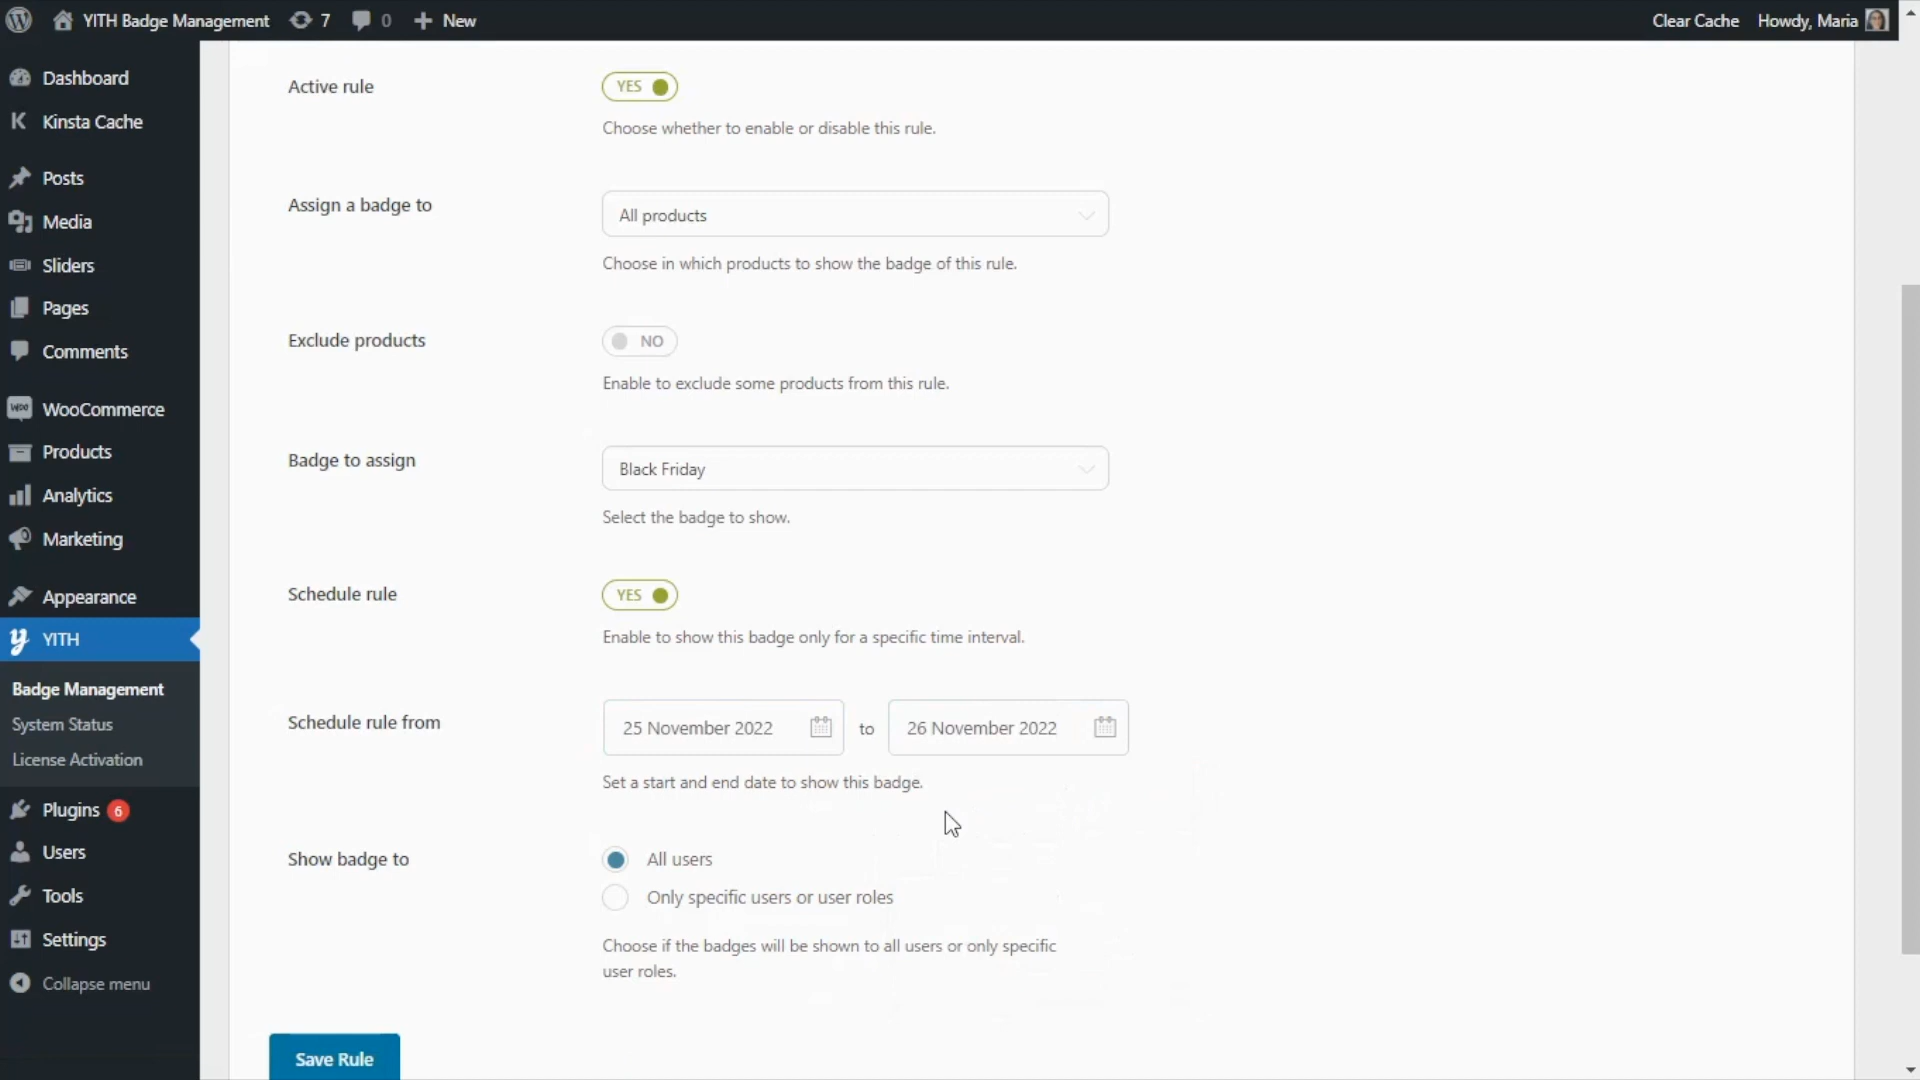 YITH Badge Management 7 0 New Clear Cache Howdy, Maria
Dashboard
Kinsta Cache
Posts
Media
Sliders
Pages
Comments
WooCommerce
Products
Analytics
Marketing
Appearance
YITH
Badge Management
System Status
License Activation
Plugins 6
Users
Tools
Settings
Collapse menu
Active rule
YES
Choose whether to enable or disable this rule.
Assign a badge to
All products
Choose in which products to show the badge of this rule.
Exclude products
NO
Enable to exclude some products from this rule.
Badge to assign
Black Friday
Select the badge to show.
Schedule rule
YES
Enable to show this badge only for a specific time interval.
Schedule rule from
25 November 2022 to 26 November 2022
Set a start and end date to show this badge.
Show badge to
All users
Only specific users or user roles
Choose if the badges will be shown to all users or only specific
user roles.
Save Rule